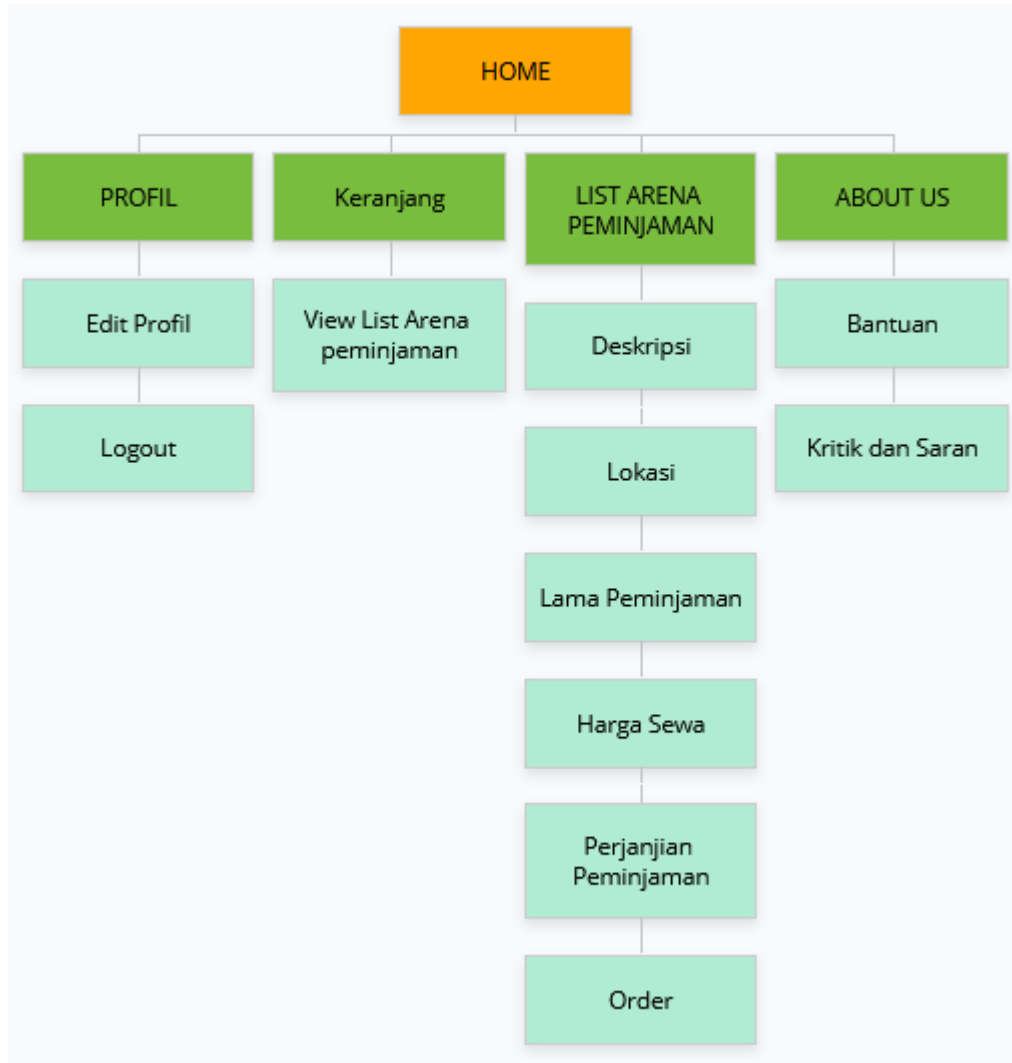 HOME
PROFIL
Keranjang
LIST ARENA
PEMINJAMAN
ABOUT US
Edit Profil
View List Arena
peminjaman
Deskripsi
Bantuan
Logout
Lokasi
Kritik dan Saran
Lama Peminjaman
Harga Sewa
Perjanjian
Peminjaman
Order